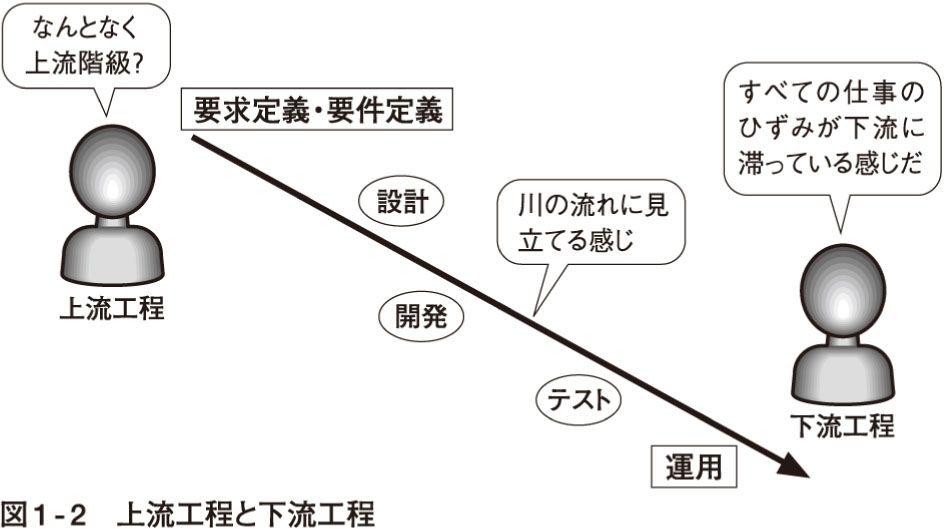 なんとなく
上流階級?
要求定義・要件定義
すべての仕事の
ひずみが下流に
滞っている感じだ
設計
川の流れに見
立てる感じ
上流工程
開発
テスト
下流工程
運用
図1-2 上流工程と下流工程